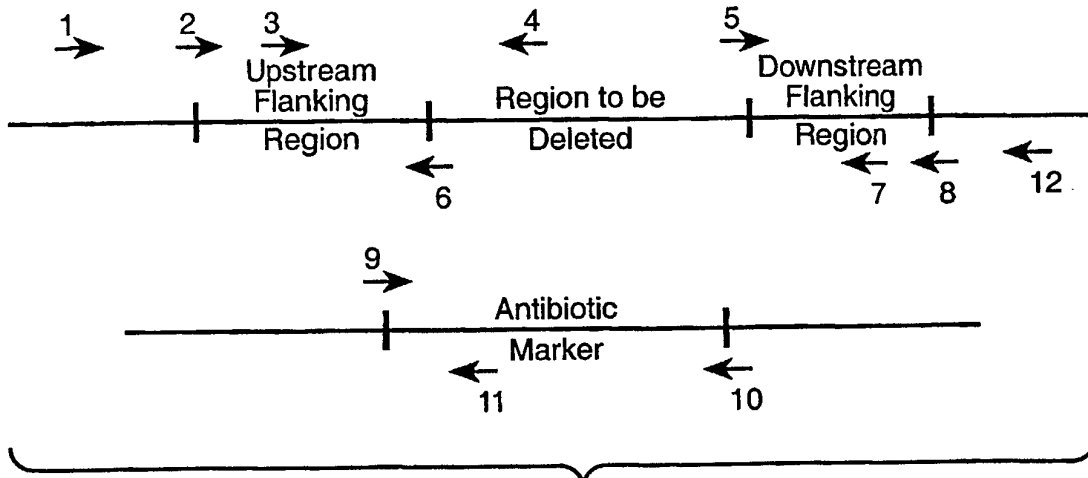 1 2 3 4 5
Upstream Flanking Region
Region to be Deleted
Downstream Flanking Region
6 7 8 12
9
Antibiotic Marker
11 10